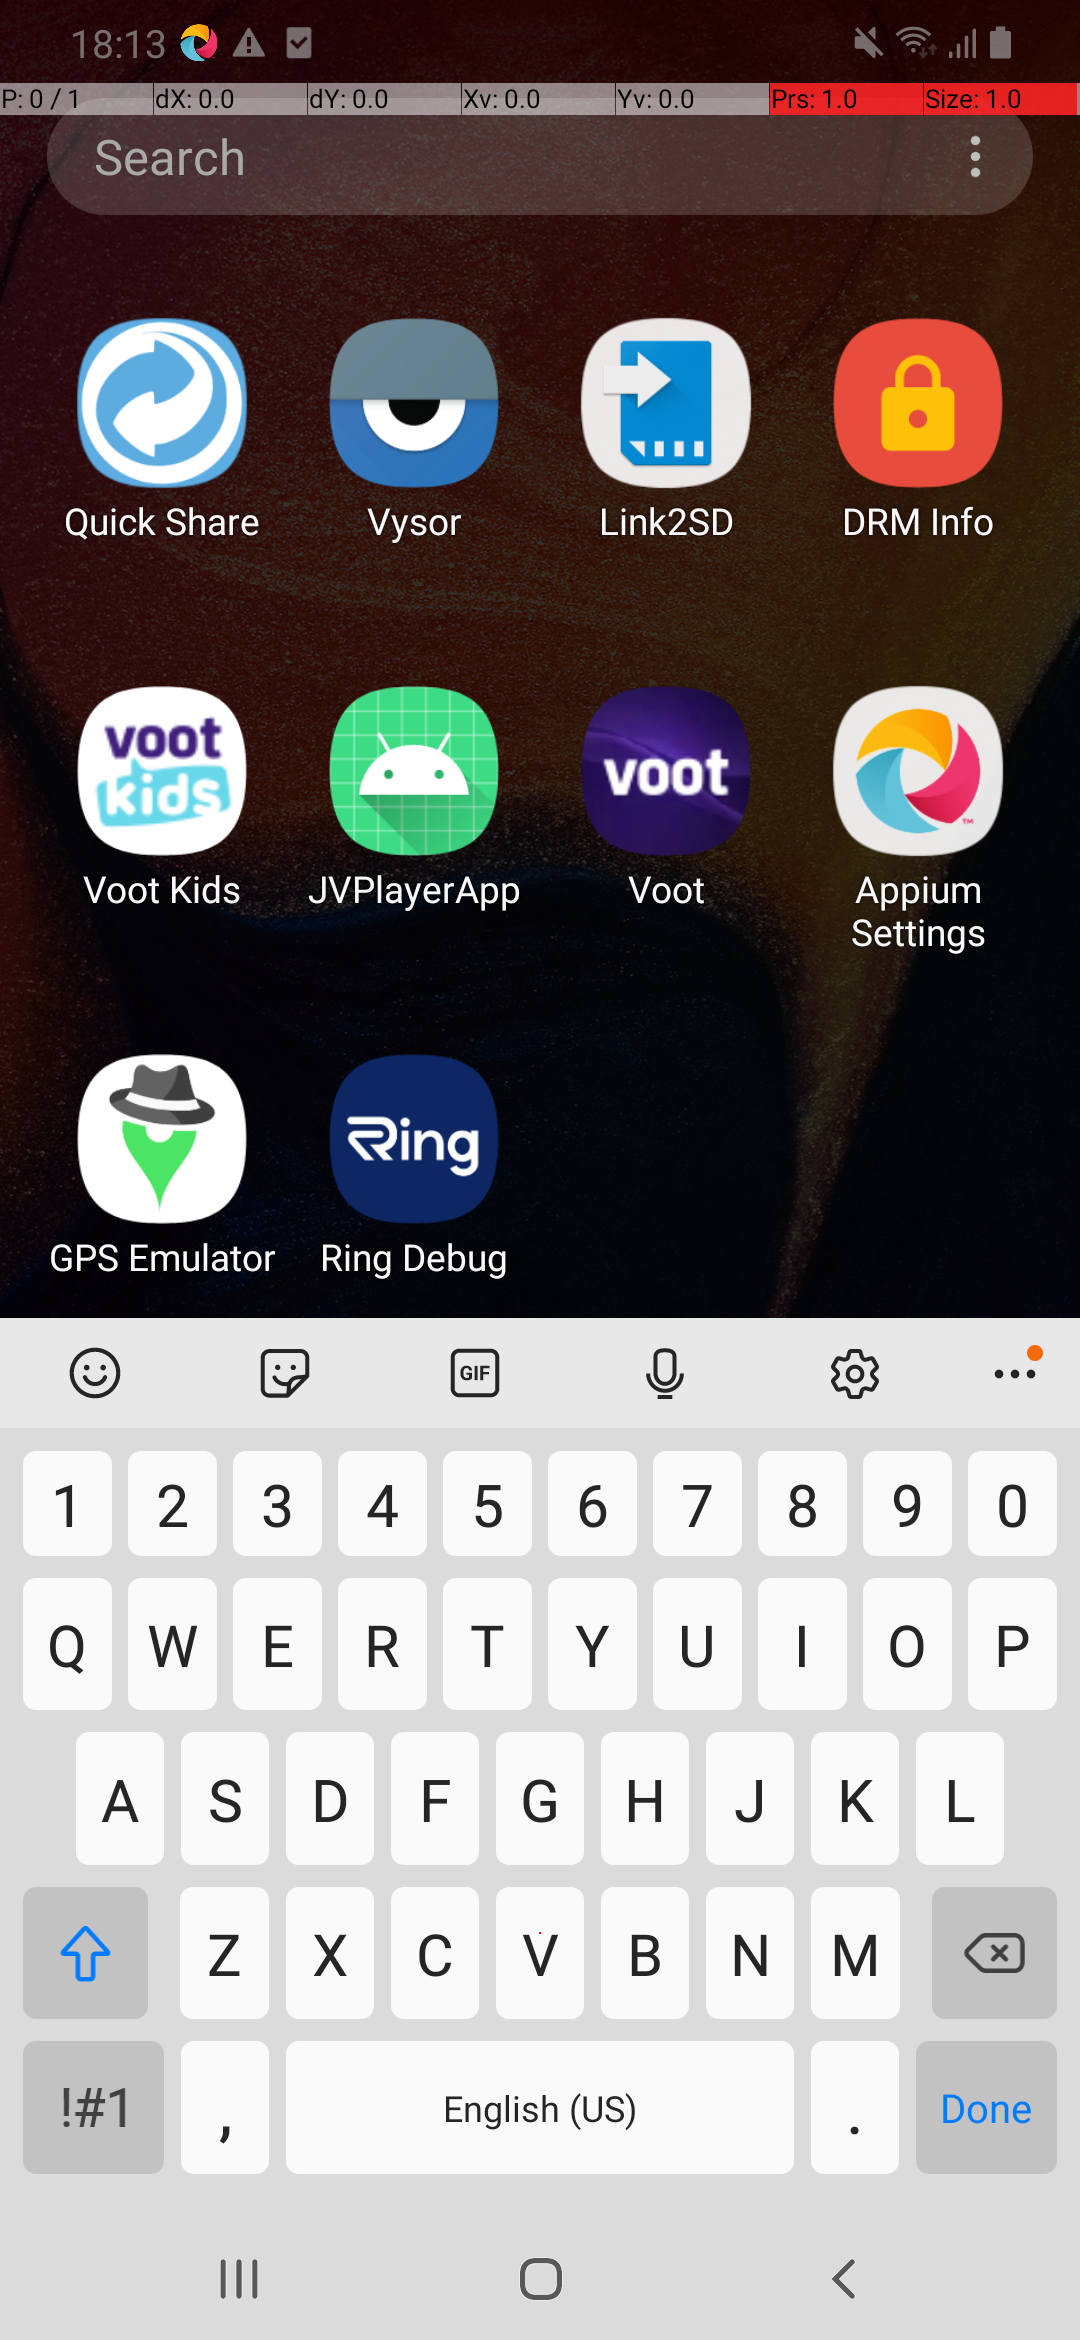 18:13
P: 0 / 1 dX: 0.0 dY: 0.0 Xv: 0.0 Yv: 0.0 Prs: 1.0 Size: 1.0
Search
Quick Share Vysor Link2SD DRM Info
voot kids voot ™
Voot Kids JVPlayerApp Voot Appium Settings
Ring
GPS Emulator Ring Debug
GIF
1 2 3 4 5 6 7 8 9 0
Q W E R T Y U I O P
A S D F G H J K L
Z X C V B N M
!#1 , English (US) . Done